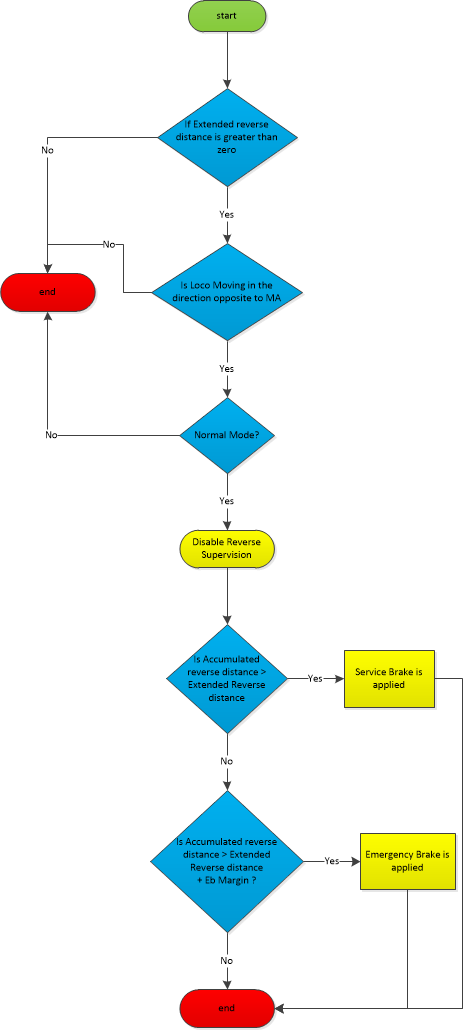 start
If Extended reverse
distance is greater than
zero
No
Yes
No
Is Loco Moving in the
direction opposite to MA
end
Yes
Normal Mode?
No
Yes
Disable Reverse
Supervision
Is Accumulated
reverse distance >
Extended Reverse
distance
Yes
Service Brake is
applied
No
Is Accumulated reverse
distance > Extended
Reverse distance
+ Eb Margin ?
Yes
Emergency Brake is
applied
No
end